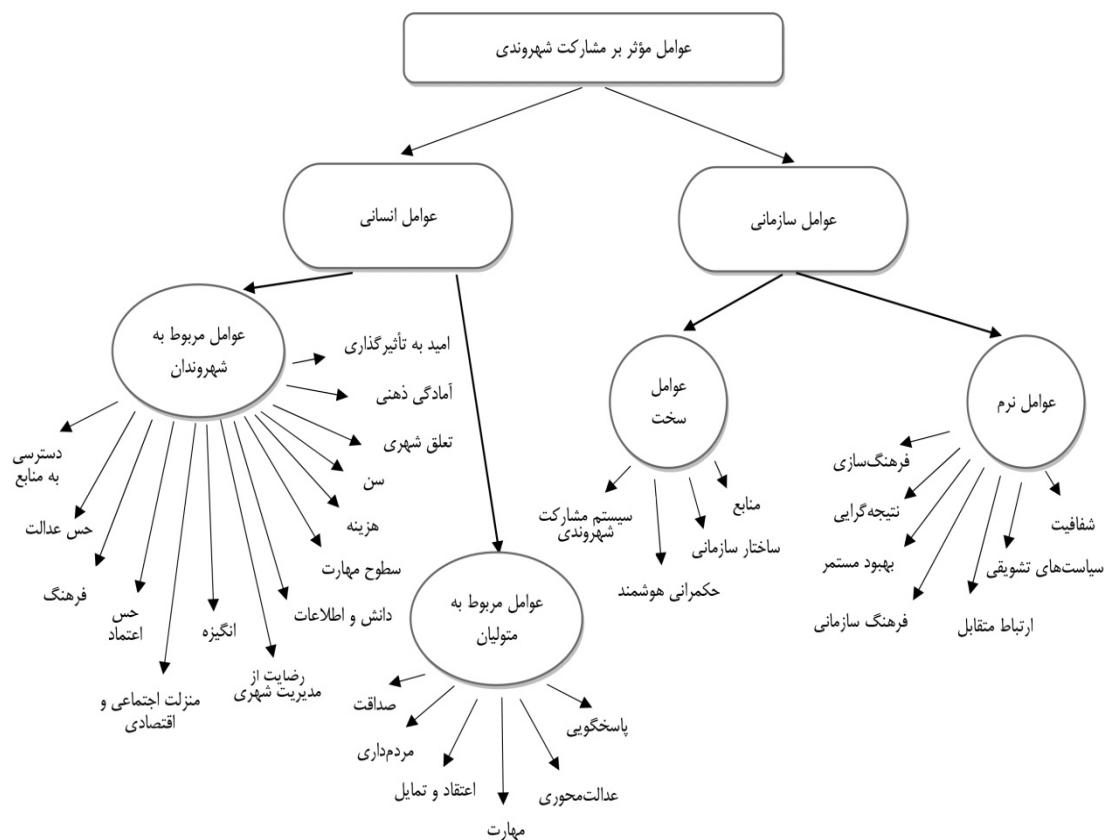 عوامل مؤثر بر مشارکت شهروندی
عوامل سازمانی
عوامل انسانی
عوامل نرم
شفافیت
سیاست‌های تشویقی
ارتباط متقابل
فرهنگ سازمانی
بهبود مستمر
نتیجه‌گرایی
فرهنگ‌سازی
عوامل
سخت
منابع
ساختار سازمانی
حکمرانی هوشمند
سیستم مشارکت
شهروندی
عوامل مربوط به
متولیان
پاسخگویی
عدالت‌محوری
مهارت
اعتقاد و تمایل
مردم‌داری
صداقت
عوامل مربوط به
شهروندان
امید به تأثیرگذاری
آمادگی ذهنی
تعلق شهری
سن
هزینه
سطوح مهارت
دانش و اطلاعات
رضایت از
مدیریت شهری
انگیزه
منزلت اجتماعی و
اقتصادی
حس
اعتماد
فرهنگ
حس عدالت
دسترسی
به منابع